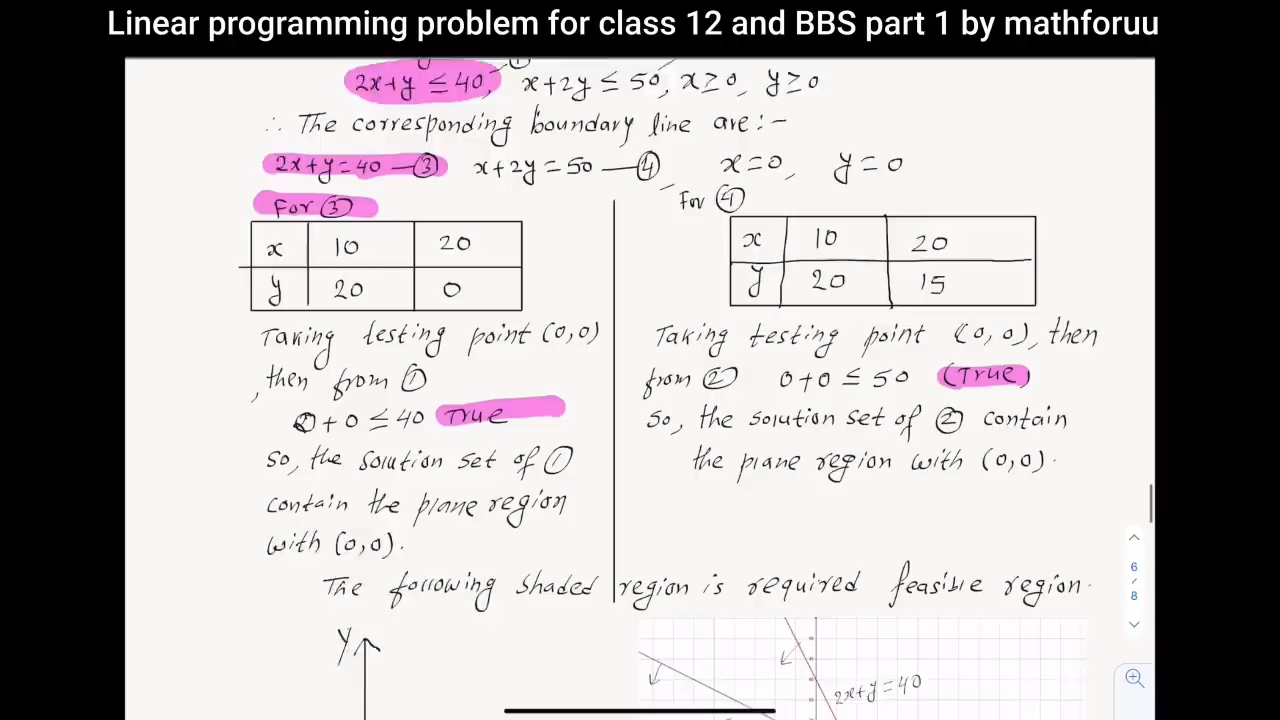 Linear programming problem for class 12 and BBS part 1 by mathforuu
2x+y ≤ 40, x+2y ≤ 50, x≥0, y≥0
∴ The corresponding boundary line are:-
2x+y=40 —③ x+2y=50 —④ x=0, y=0
For ③
x 10 20
y 20 0
Taking testing point (0,0)
, then from ①
0+0 ≤ 40 True
so, the solution set of ①
contain the plane region
with (0,0).
For ④
x 10 20
y 20 15
Taking testing point (0,0), then
from ② 0+0 ≤ 50 (True)
so, the solution set of ② contain
the plane region with (0,0).
The following shaded region is required feasible region.
Y
2x+y=40
6
/
8